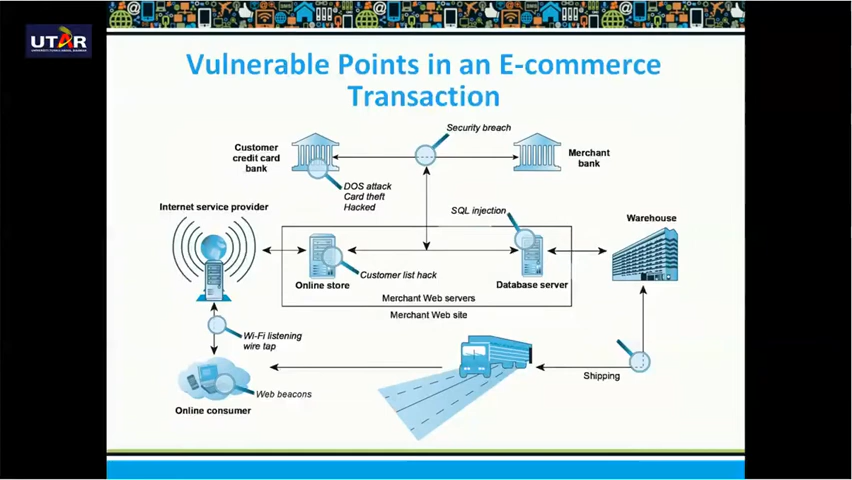 UTAR
Vulnerable Points in an E-commerce
Transaction
Security breach
Customer
credit card
bank
Merchant
bank
DOS attack
Card theft
Hacked
Internet service provider
SQL injection
Warehouse
Customer list hack
Online store
Database server
Merchant Web servers
Merchant Web site
Wi-Fi listening
wire tap
Shipping
Web beacons
Online consumer